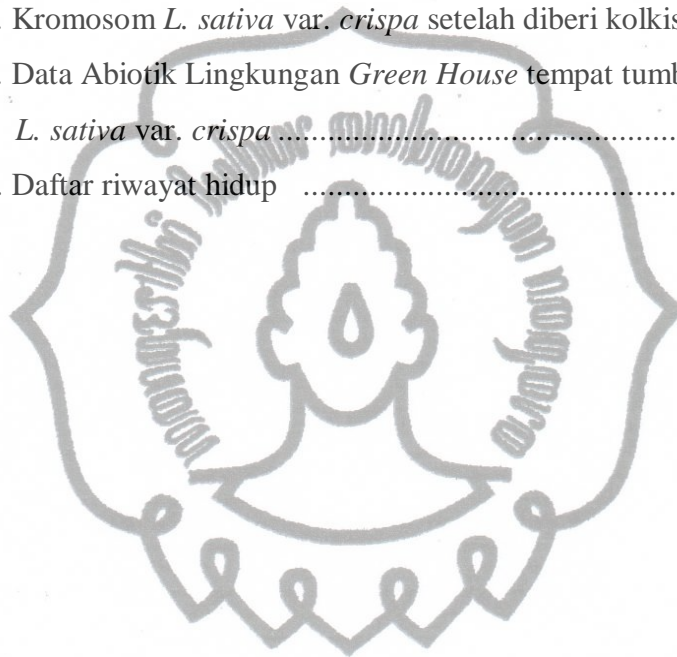 . Kromosom L. sativa var. crispa setelah diberi kolkis
. Data Abiotik Lingkungan Green House tempat tumb
L. sativa var. crispa ......................................
. Daftar riwayat hidup ......................................